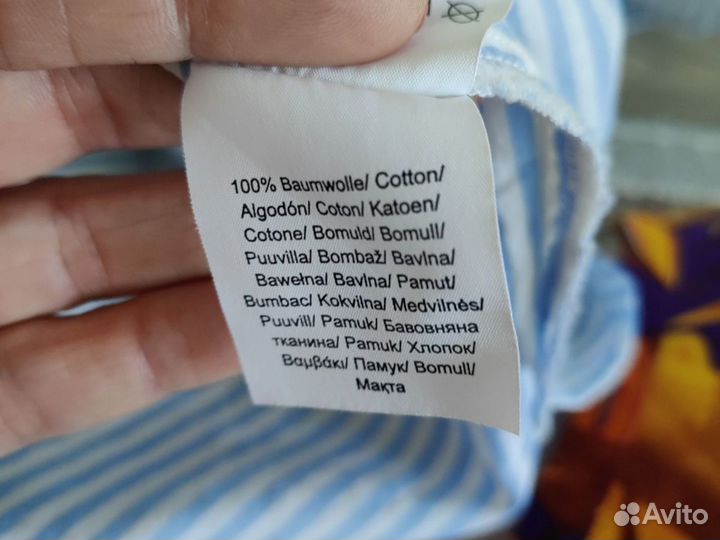 100% Baumwolle/ Cotton/
Algodón/ Coton/ Katoen/
Cotone/ Bomuld/ Bomull/
Puuvilla/ Bombaž/ Bavlna/
Bawełna/ Bavlna/ Pamut/
Bumbac/ Kokvilna/ Medvilnės/
Puuvill/ Pamuk/ Бавовняна
тканина/ Pamuk/ Хлопок/
Βαμβάκι/ Памук/ Bomull/
Мақта
Avito